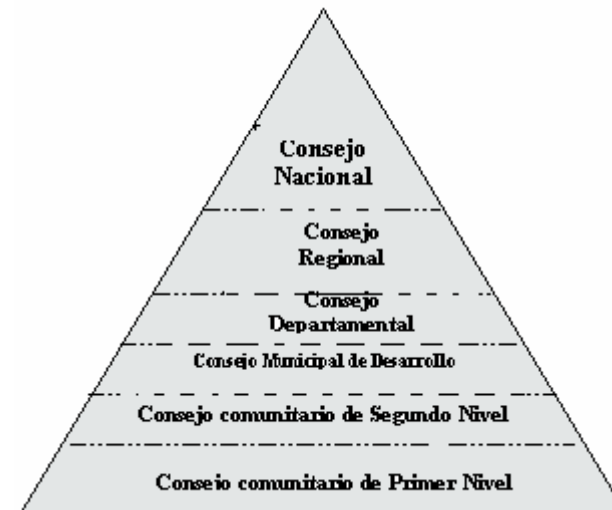 Consejo
Nacional
Consejo
Regional
Consejo
Departamental
Consejo Municipal de Desarrollo
Consejo comunitario de Segundo Nivel
Consejo comunitario de Primer Nivel